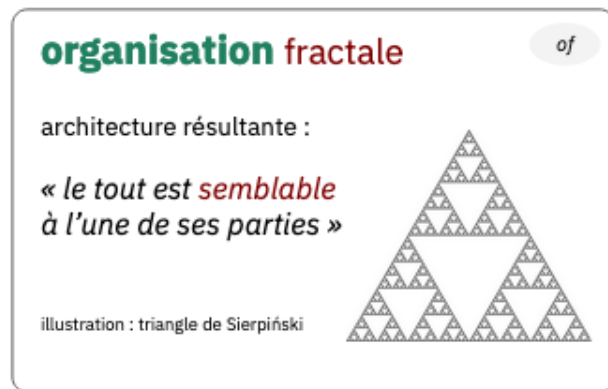 organisation fractale
of
architecture résultante :
« le tout est semblable
à l’une de ses parties »
illustration : triangle de Sierpiński